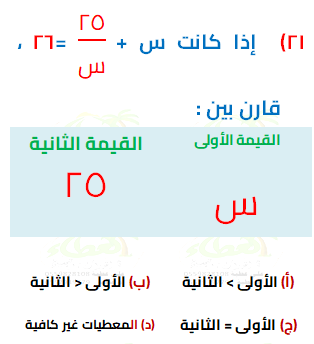 ٢١) إذا كانت س + ٢٥/س = ٢٦ ،
قارن بين :
القيمة الأولى القيمة الثانية
س ٢٥
(أ) الأولى > الثانية (ب) الأولى < الثانية
(ج) الأولى = الثانية (د) المعطيات غير كافية